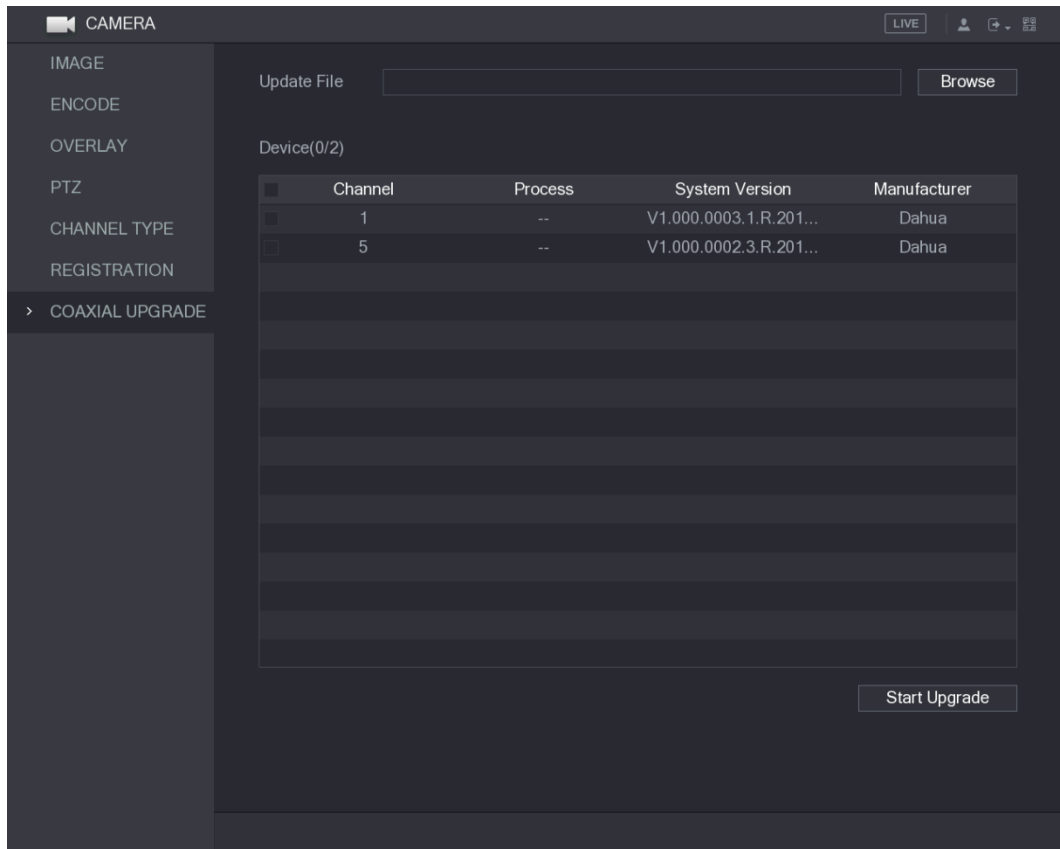 CAMERA
LIVE
IMAGE
ENCODE
OVERLAY
PTZ
CHANNEL TYPE
REGISTRATION
> COAXIAL UPGRADE
Update File
Browse
Device(0/2)
Channel Process System Version Manufacturer
1 -- V1.000.0003.1.R.201... Dahua
5 -- V1.000.0002.3.R.201... Dahua
Start Upgrade